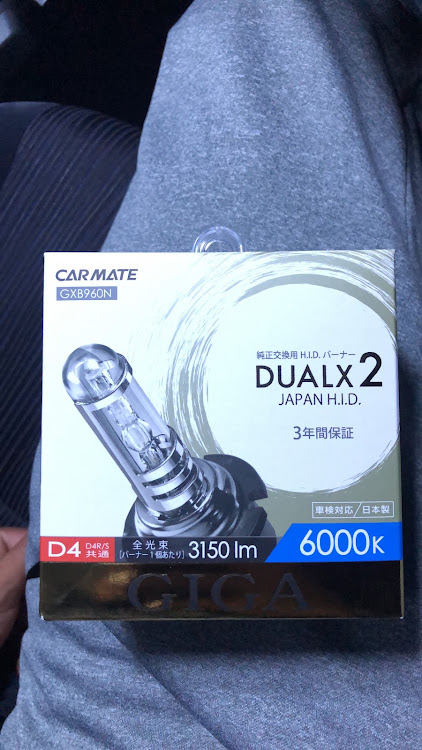 CARMATE
GXB960N
純正交換用 H.I.D. バーナー
DUALX2
JAPAN H.I.D.
3年間保証
車検対応/日本製
D4 D4R/S
共通
全光束
[バーナー1個あたり]
3150 lm
6000K
GIGA